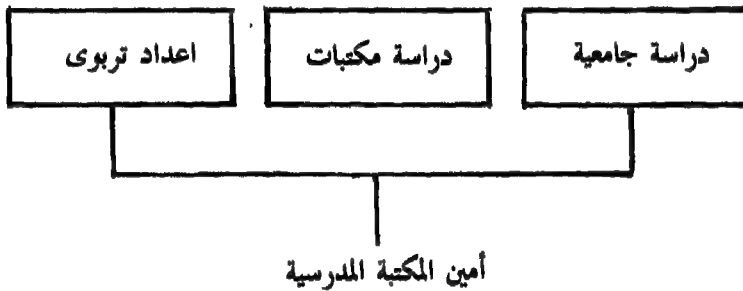 دراسة جامعية
دراسة مكتبات
اعداد تربوى
أمين المكتبة المدرسية